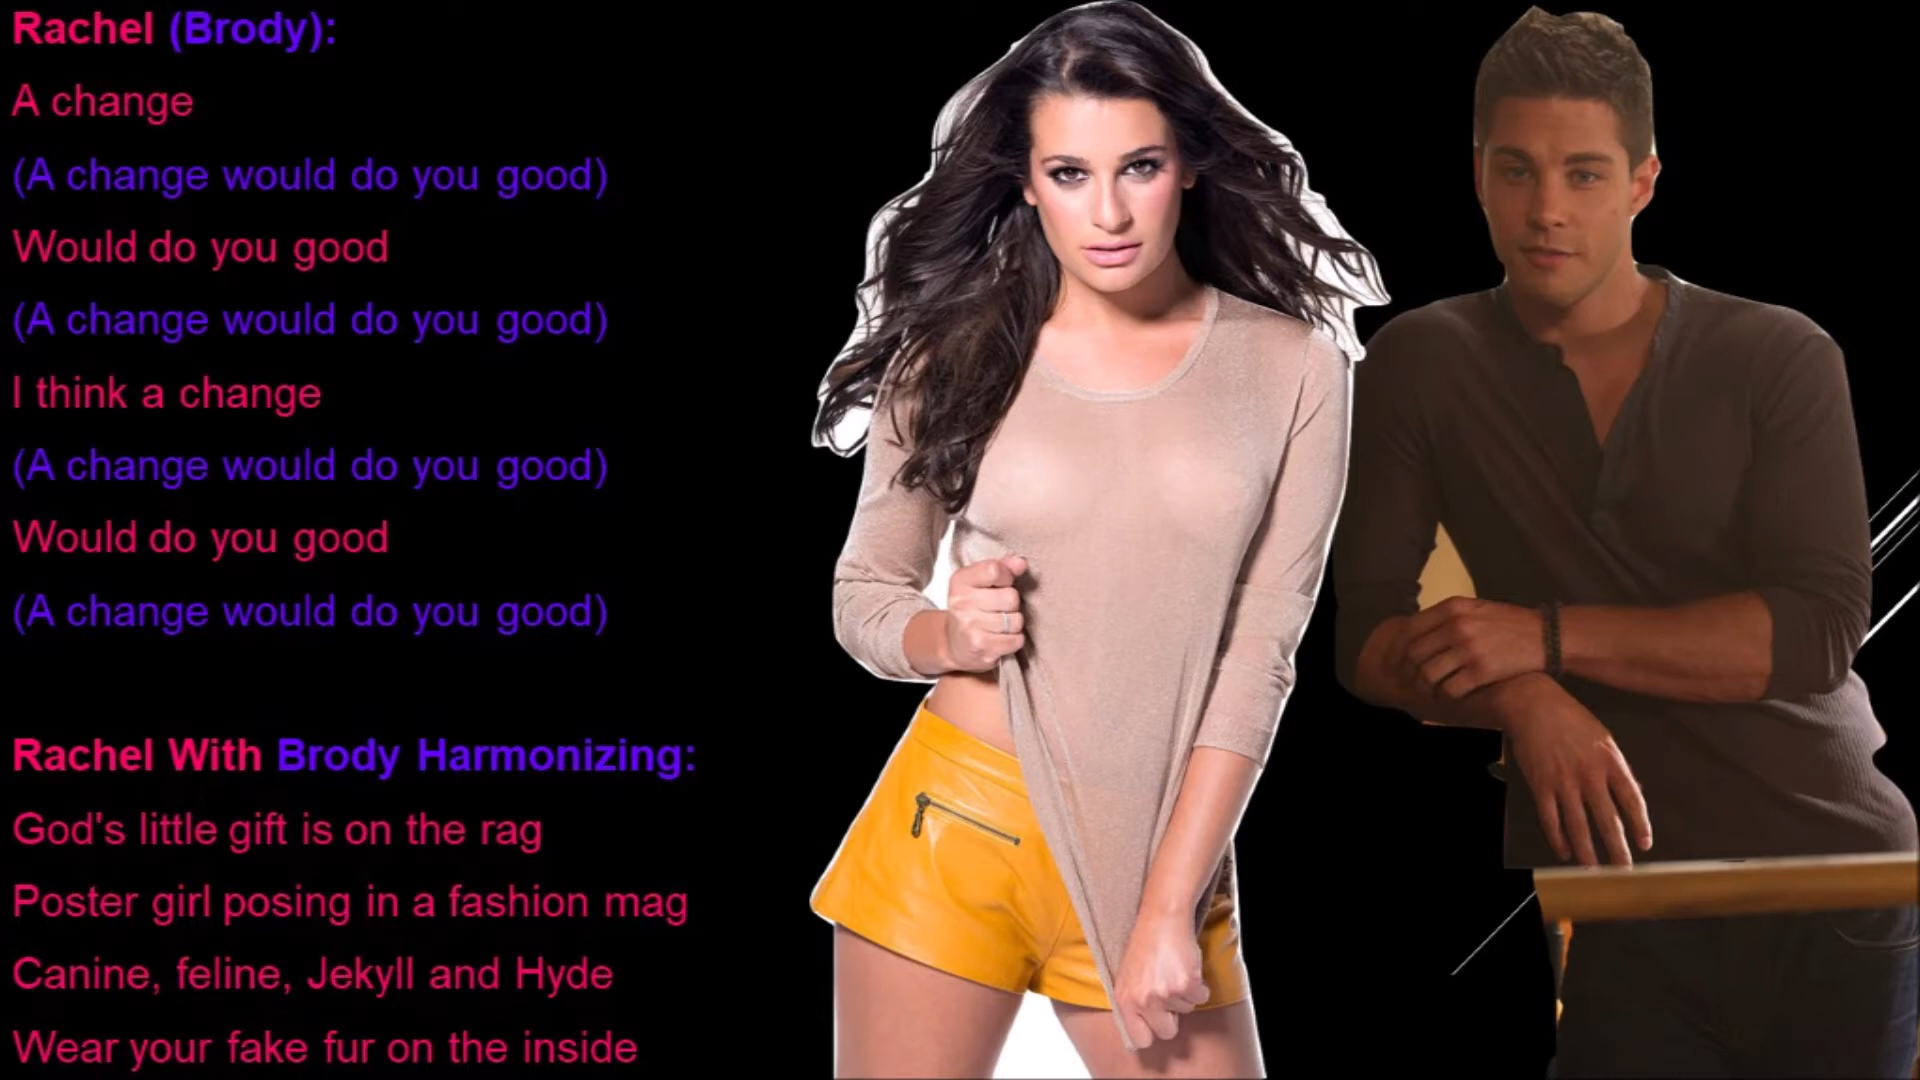 Rachel (Brody):
A change
(A change would do you good)
Would do you good
(A change would do you good)
I think a change
(A change would do you good)
Would do you good
(A change would do you good)
Rachel With Brody Harmonizing:
God's little gift is on the rag
Poster girl posing in a fashion mag
Canine, feline, Jekyll and Hyde
Wear your fake fur on the inside